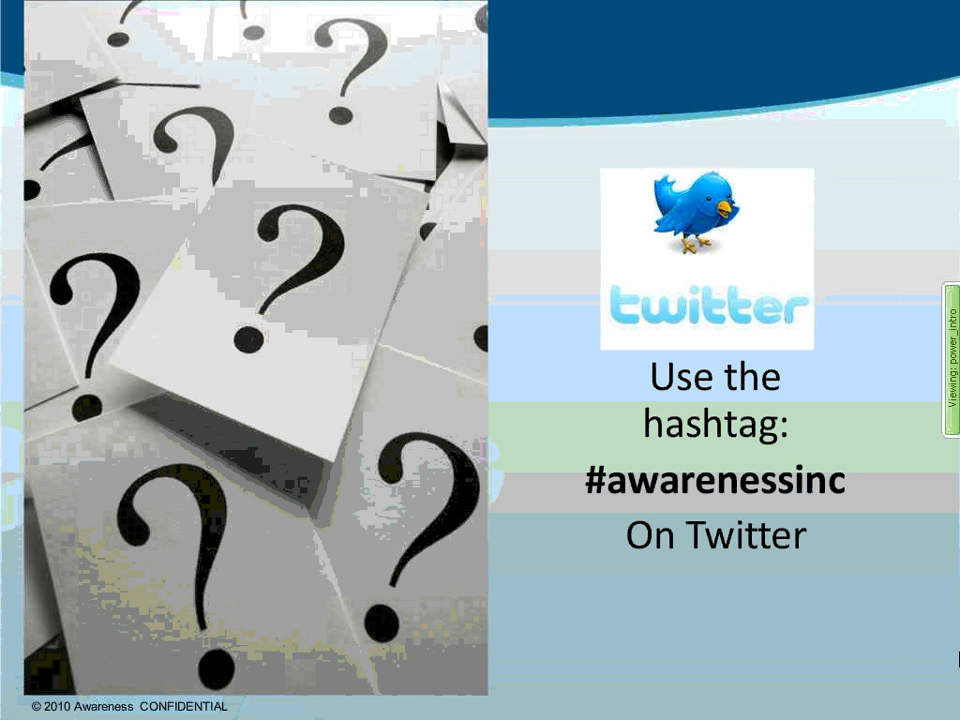 twitter
Use the
hashtag:
#awarenessinc
On Twitter
Viewing: power_intro
© 2010 Awareness CONFIDENTIAL